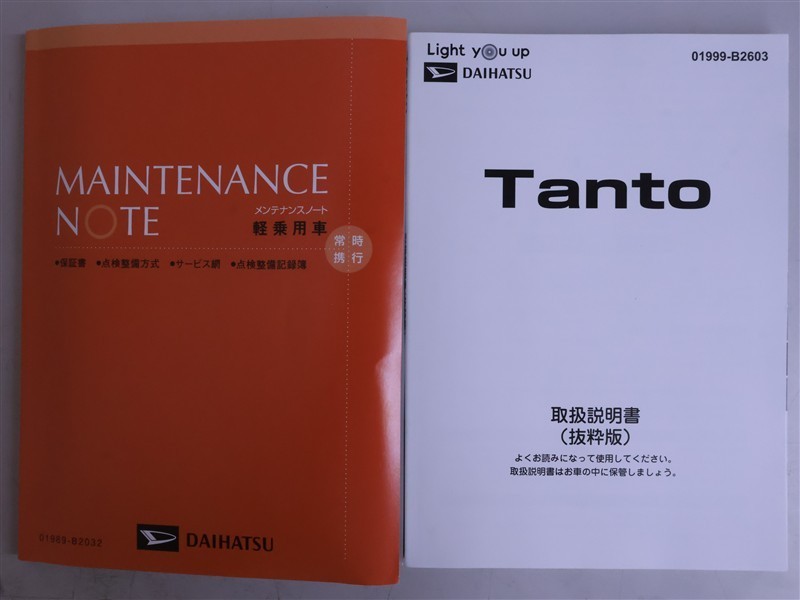 MAINTENANCE
NOTE
メンテナンスノート
軽乗用車
常時
携行
●保証書 ●点検整備方式 ●サービス網 ●点検整備記録簿
01999-B2032
DAIHATSU
Light you up
DAIHATSU
01999-B2603
Tanto
取扱説明書
(抜粋版)
よくお読みになって使用してください。
取扱説明書はお車の中に保管しましょう。